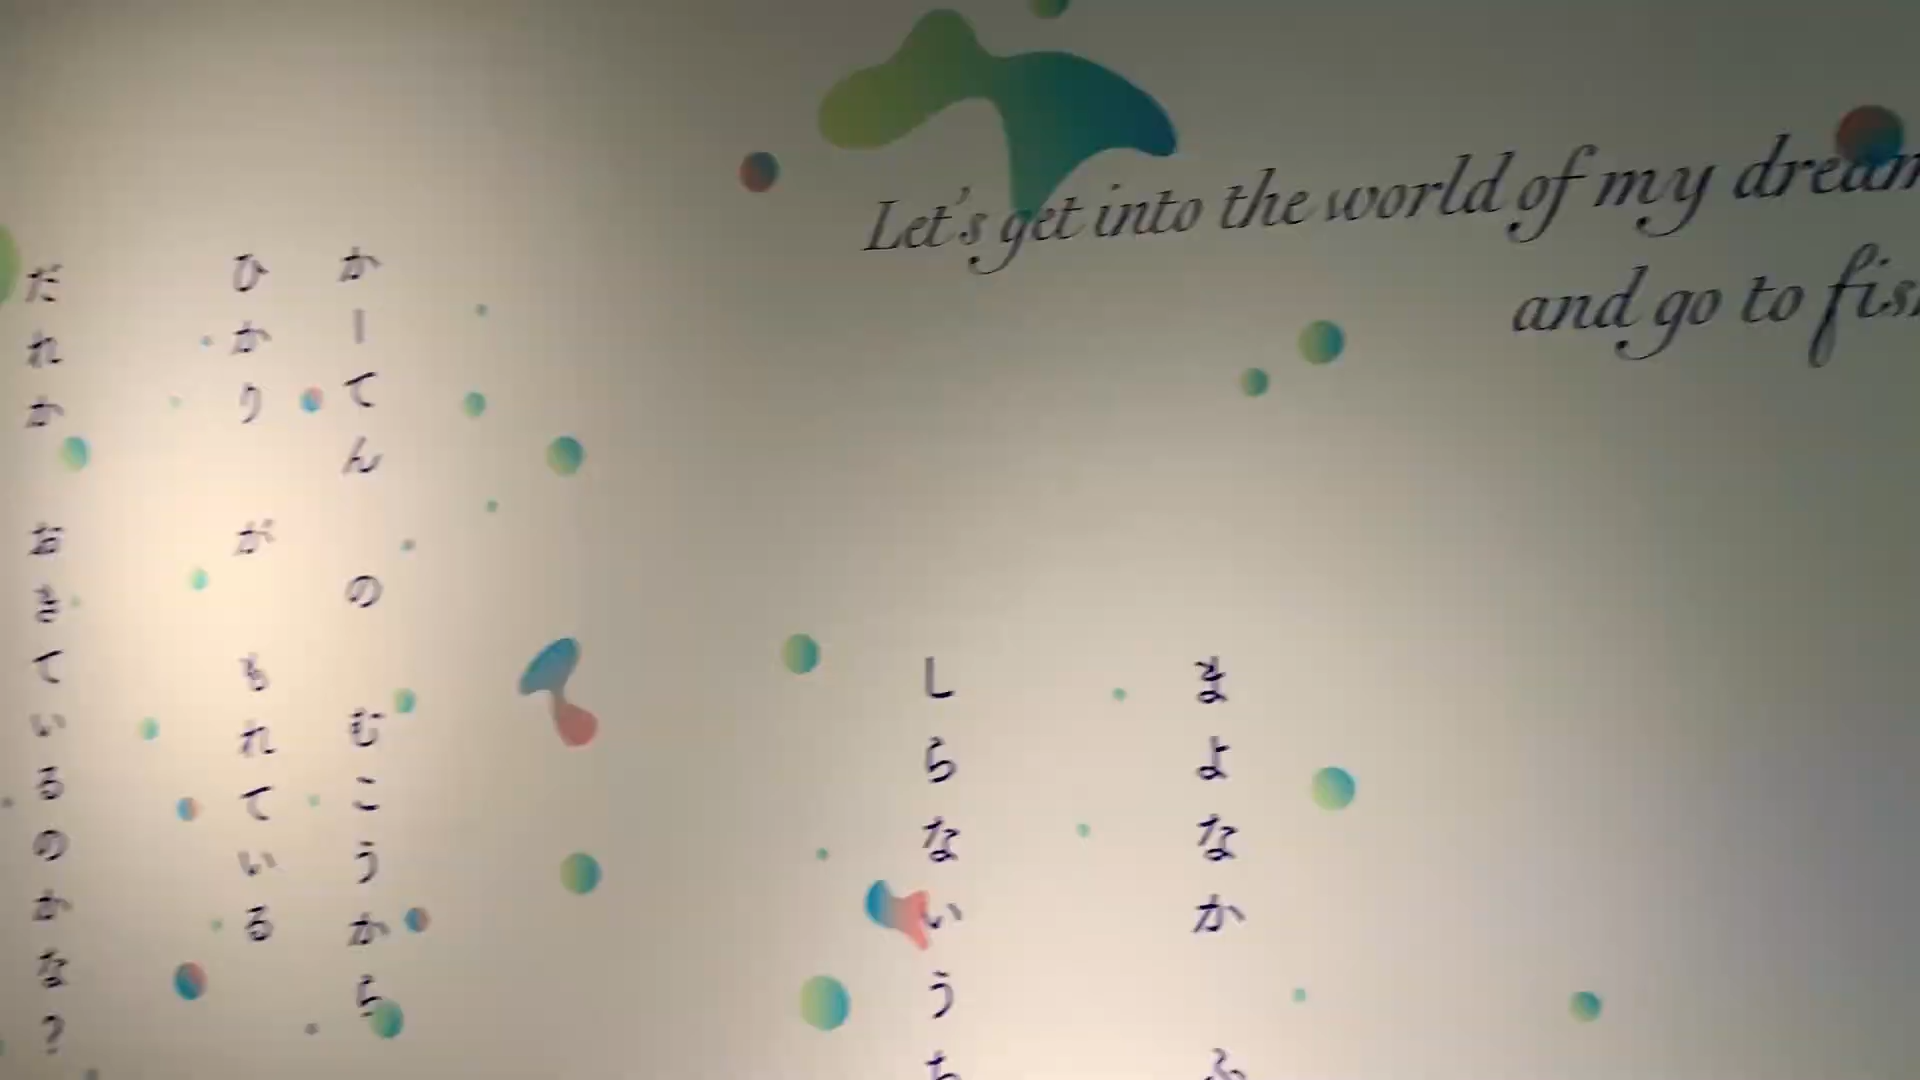 Let's get into the world of my dream
and go to
まよなか
しらないう
かーてん の むこうから
ひかり が もれている
だれか おきているのかな?